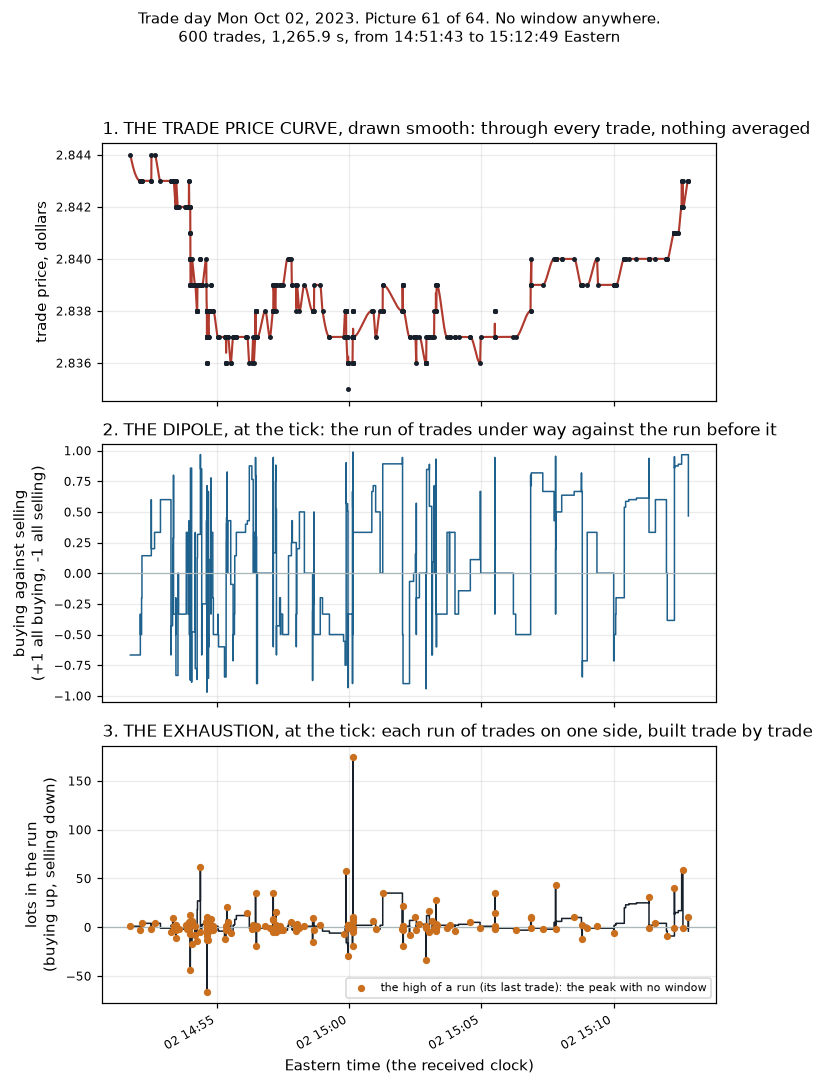 Trade day Mon Oct 02, 2023. Picture 61 of 64. No window anywhere.
600 trades, 1,265.9 s, from 14:51:43 to 15:12:49 Eastern
1. THE TRADE PRICE CURVE, drawn smooth: through every trade, nothing averaged
trade price, dollars
2.844
2.842
2.840
2.838
2.836
2. THE DIPOLE, at the tick: the run of trades under way against the run before it
buying against selling
(+1 all buying, -1 all selling)
1.00
0.75
0.50
0.25
0.00
−0.25
−0.50
−0.75
−1.00
3. THE EXHAUSTION, at the tick: each run of trades on one side, built trade by trade
lots in the run
(buying up, selling down)
150
100
50
0
−50
the high of a run (its last trade): the peak with no window
02 14:55
02 15:00
02 15:05
02 15:10
Eastern time (the received clock)